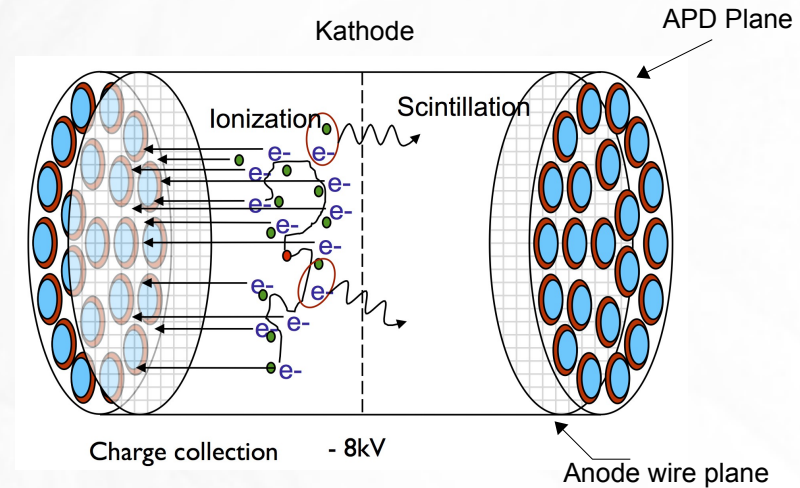 APD Plane
Kathode
Ionization
Scintillation
e- e-
e- e-
e- e-
e-
e-
e- e-
e- e-
e-
Charge collection
- 8kV
Anode wire plane